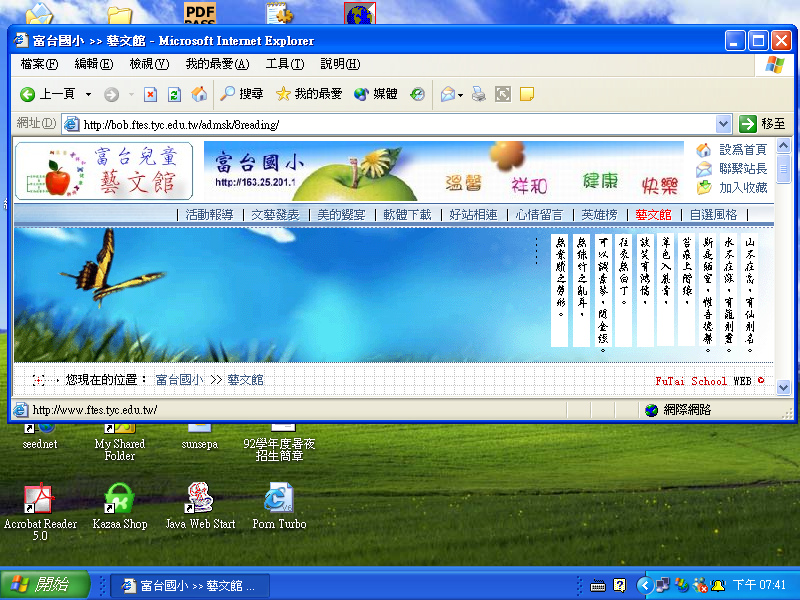 PDF
富台國小 >> 藝文館 - Microsoft Internet Explorer
檔案(F) 編輯(E) 檢視(V) 我的最愛(A) 工具(T) 說明(H)
上一頁 搜尋 我的最愛 媒體
網址(D) http://bob.ftes.tyc.edu.tw/admsk/8reading/ 移至
富台兒童
藝文館
富台國小
http://163.25.201.1
溫馨 祥和 健康 快樂
設為首頁
聯繫站長
加入收藏
| 活動報導 | 文藝發表 | 美的饗宴 | 軟體下載 | 好站相連 | 心情留言 | 英雄榜 | 藝文館 | 自選風格 |
山不在高，有仙則名。
水不在深，有龍則靈。
斯是陋室，惟吾德馨。
苔痕上階綠，
草色入簾青。
談笑有鴻儒，
往來無白丁。
可以調素琴，閱金經。
無絲竹之亂耳，
無案牘之勞形。
您現在的位置： 富台國小 >> 藝文館
FuTai School WEB ©
http://www.ftes.tyc.edu.tw/ 網際網路
seednet
My Shared
Folder
sunsepa
92學年度暑夜
招生簡章
Acrobat Reader
5.0
Kazaa Shop
Java Web Start
Porn Turbo
開始 富台國小 >> 藝文館 ... 下午 07:41